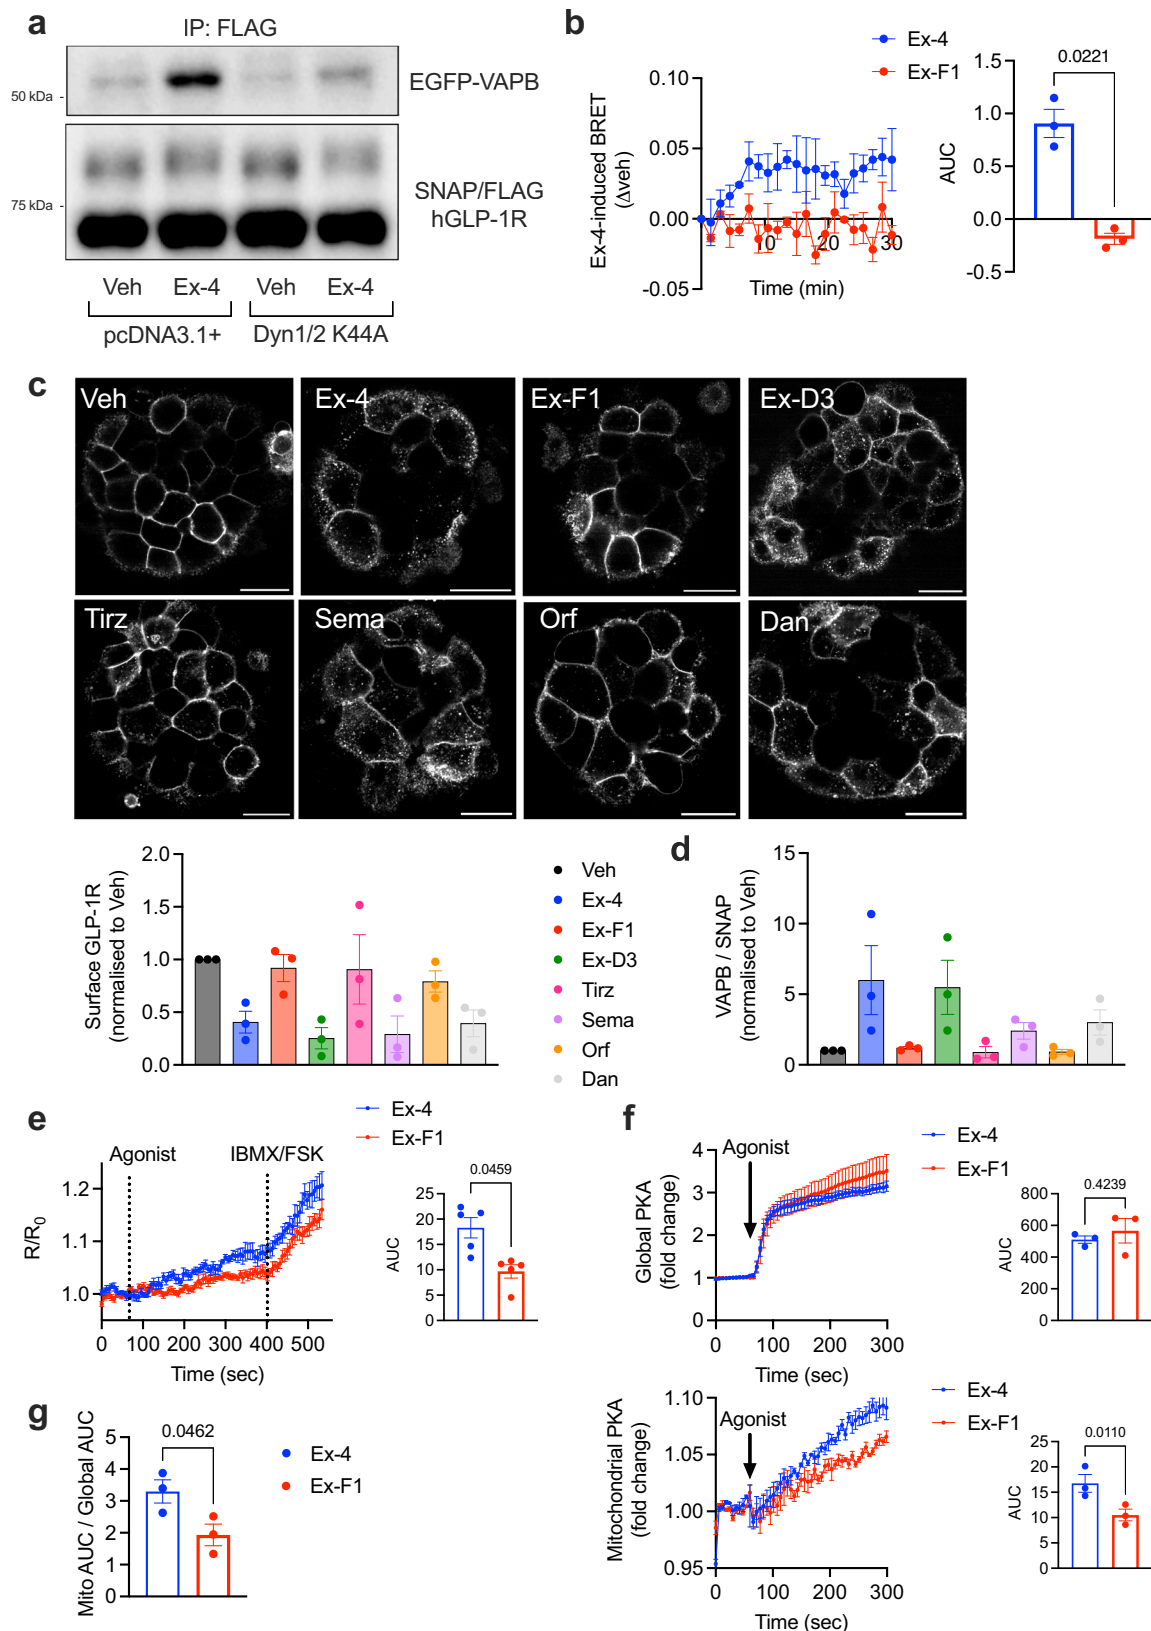 a
IP: FLAG
50 kDa -
EGFP-VAPB
75 kDa -
SNAP/FLAG
hGLP-1R
Veh Ex-4 Veh Ex-4
pcDNA3.1+ Dyn1/2 K44A
b
Ex-4
Ex-F1
Ex-4-induced BRET
(Δveh)
0.10
0.05
0.00
-0.05
10 20 30
Time (min)
0.0221
AUC
1.5
1.0
0.5
0.0
-0.5
c
Veh
Ex-4
Ex-F1
Ex-D3
Tirz
Sema
Orf
Dan
Surface GLP-1R
(normalised to Veh)
2.0
1.5
1.0
0.5
0.0
Veh
Ex-4
Ex-F1
Ex-D3
Tirz
Sema
Orf
Dan
d
VAPB / SNAP
(normalised to Veh)
15
10
5
0
e
Ex-4
Ex-F1
Agonist
IBMX/FSK
R/R0
1.2
1.1
1.0
0 100 200 300 400 500
Time (sec)
0.0459
AUC
25
20
15
10
5
0
f
Ex-4
Ex-F1
Agonist
Global PKA
(fold change)
4
3
2
1
0
0 100 200 300
Time (sec)
0.4239
AUC
800
600
400
200
0
Ex-4
Ex-F1
Agonist
Mitochondrial PKA
(fold change)
1.10
1.05
1.00
0.95
0 100 200 300
Time (sec)
0.0110
AUC
25
20
15
10
5
0
g
0.0462
Mito AUC / Global AUC
5
4
3
2
1
0
Ex-4
Ex-F1